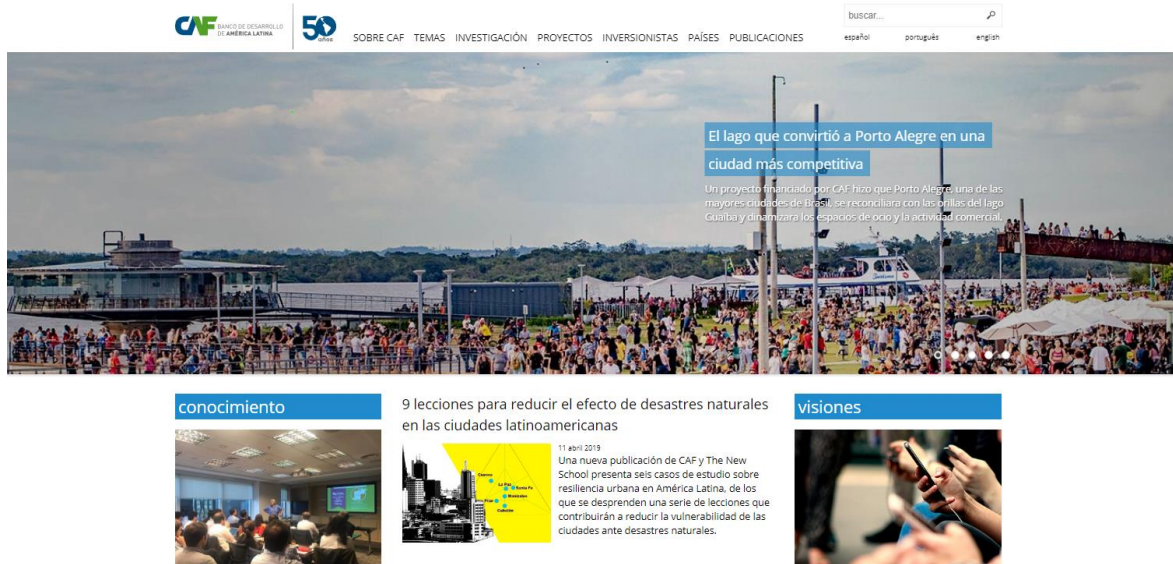 CAF BANCO DE DESARROLLO
DE AMÉRICA LATINA
50
años
SOBRE CAF TEMAS INVESTIGACIÓN PROYECTOS INVERSIONISTAS PAÍSES PUBLICACIONES
buscar...
español português english
El lago que convirtió a Porto Alegre en una
ciudad más competitiva
Un proyecto financiado por CAF hizo que Porto Alegre, una de las
mayores ciudades de Brasil, se reconciliara con las orillas del lago
Guaíba y dinamizara los espacios de ocio y la actividad comercial.
conocimiento
9 lecciones para reducir el efecto de desastres naturales
en las ciudades latinoamericanas
11 abril 2019
Una nueva publicación de CAF y The New
School presenta seis casos de estudio sobre
resiliencia urbana en América Latina, de los
que se desprenden una serie de lecciones que
contribuirán a reducir la vulnerabilidad de las
ciudades ante desastres naturales.
La Paz
Santa Fe
Manizales
visiones